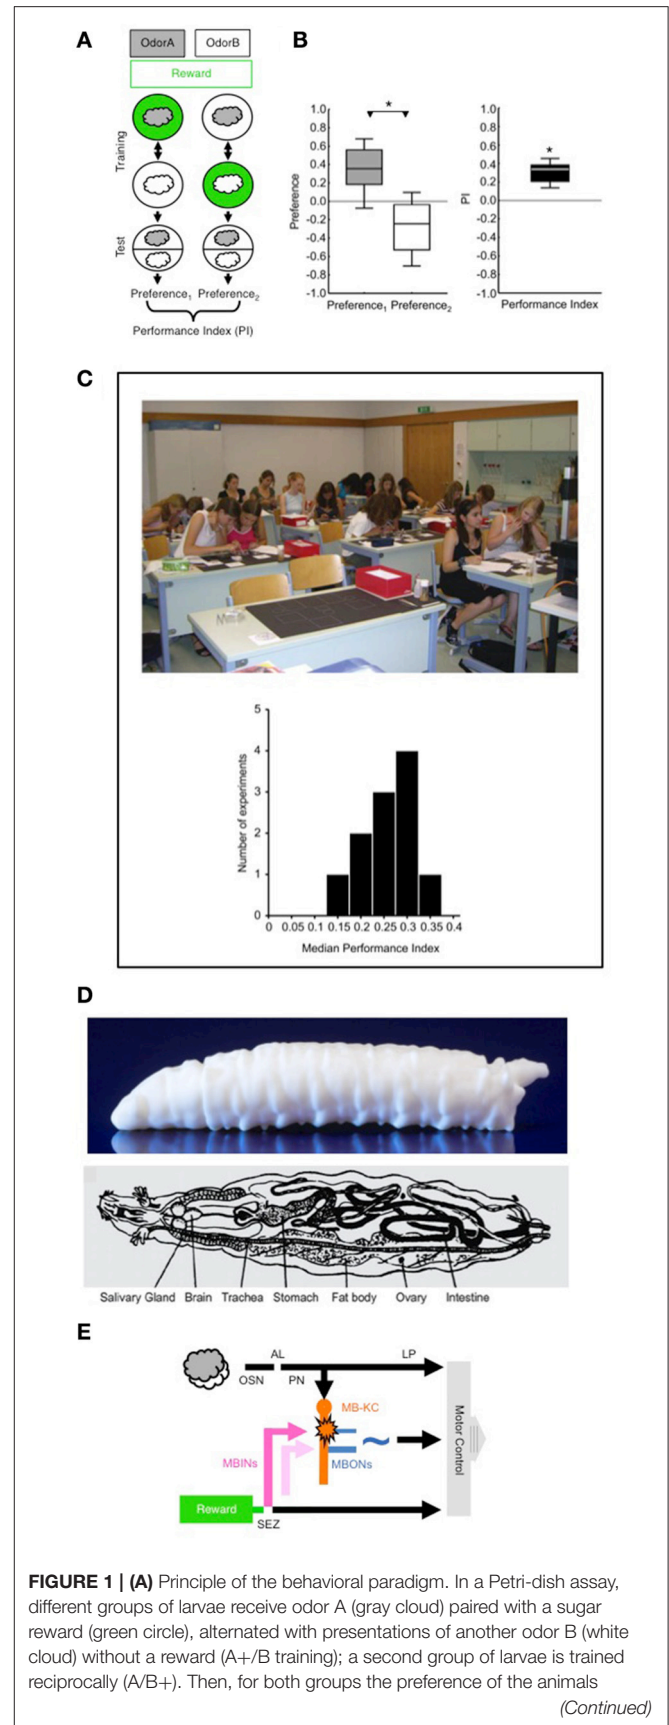 A
OdorA OdorB
Reward
Training
Test
Preference1 Preference2
Performance Index (PI)
B
1.0
0.8
0.6
0.4
0.2
0.0
-0.2
-0.4
-0.6
-0.8
-1.0
Preference
*
Preference1 Preference2
1.0
0.8
0.6
0.4
0.2
0.0
-0.2
-0.4
-0.6
-0.8
-1.0
PI
*
Performance Index
C
5
4
3
2
1
0
Number of experiments
0 0.05 0.1 0.15 0.2 0.25 0.3 0.35 0.4
Median Performance Index
D
Salivary Gland Brain Trachea Stomach Fat body Ovary Intestine
E
AL LP
OSN PN
MB-KC
MBINs MBONs
Motor Control
Reward
SEZ
FIGURE 1 | (A) Principle of the behavioral paradigm. In a Petri-dish assay,
different groups of larvae receive odor A (gray cloud) paired with a sugar
reward (green circle), alternated with presentations of another odor B (white
cloud) without a reward (A+/B training); a second group of larvae is trained
reciprocally (A/B+). Then, for both groups the preference of the animals
(Continued)